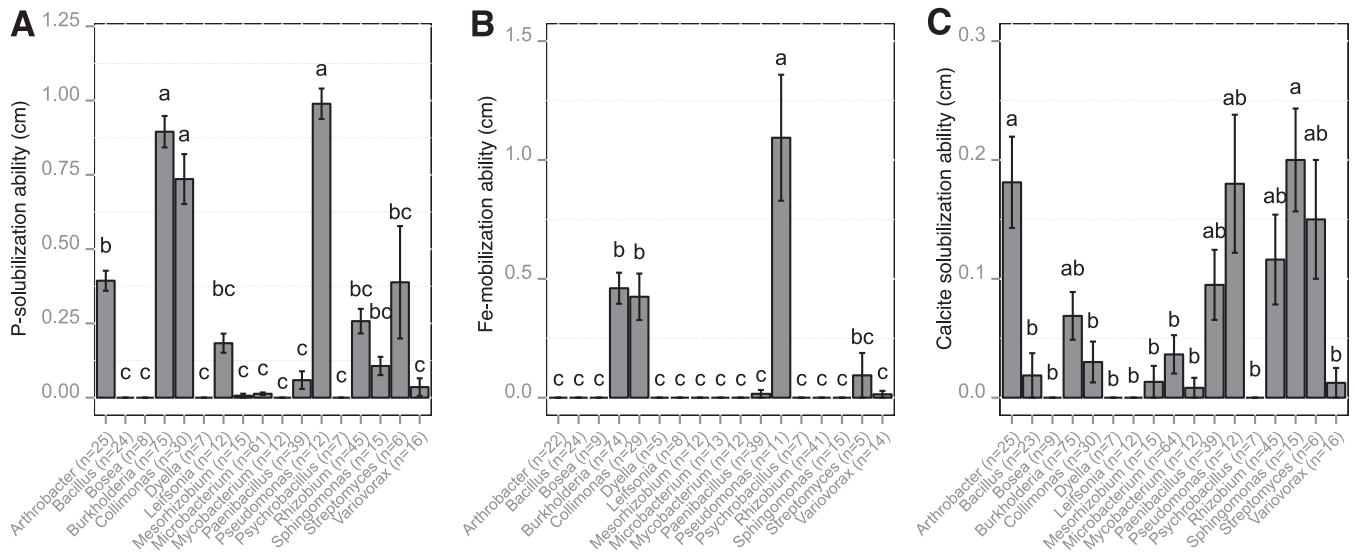 A
P-solubilization ability (cm)
1.25
1.00
0.75
0.50
0.25
0.00
b
c
c
a
a
c
bc
c
c
c
c
a
c
bc
bc
bc
c
Arthrobacter (n=25)
Bacillus (n=24)
Bosea (n=8)
Burkholderia (n=75)
Collimonas (n=30)
Dyella (n=7)
Leifsonia (n=12)
Mesorhizobium (n=15)
Microbacterium (n=61)
Mycobacterium (n=12)
Paenibacillus (n=39)
Pseudomonas (n=12)
Psychrobacillus (n=7)
Rhizobium (n=45)
Sphingomonas (n=15)
Streptomyces (n=6)
Variovorax (n=16)
B
Fe-mobilization ability (cm)
1.5
1.0
0.5
0.0
c
c
c
b
b
c
c
c
c
c
c
a
c
c
c
bc
c
Arthrobacter (n=22)
Bacillus (n=24)
Bosea (n=9)
Burkholderia (n=74)
Collimonas (n=29)
Dyella (n=5)
Leifsonia (n=8)
Mesorhizobium (n=12)
Microbacterium (n=13)
Mycobacterium (n=12)
Paenibacillus (n=39)
Pseudomonas (n=11)
Psychrobacillus (n=7)
Rhizobium (n=41)
Sphingomonas (n=15)
Streptomyces (n=5)
Variovorax (n=14)
C
Calcite solubilization ability (cm)
0.3
0.2
0.1
0.0
a
b
b
ab
b
b
b
b
b
b
ab
ab
b
ab
a
ab
b
Arthrobacter (n=25)
Bacillus (n=23)
Bosea (n=9)
Burkholderia (n=75)
Collimonas (n=30)
Dyella (n=7)
Leifsonia (n=12)
Mesorhizobium (n=15)
Microbacterium (n=64)
Mycobacterium (n=12)
Paenibacillus (n=39)
Pseudomonas (n=12)
Psychrobacillus (n=7)
Rhizobium (n=45)
Sphingomonas (n=15)
Streptomyces (n=6)
Variovorax (n=16)